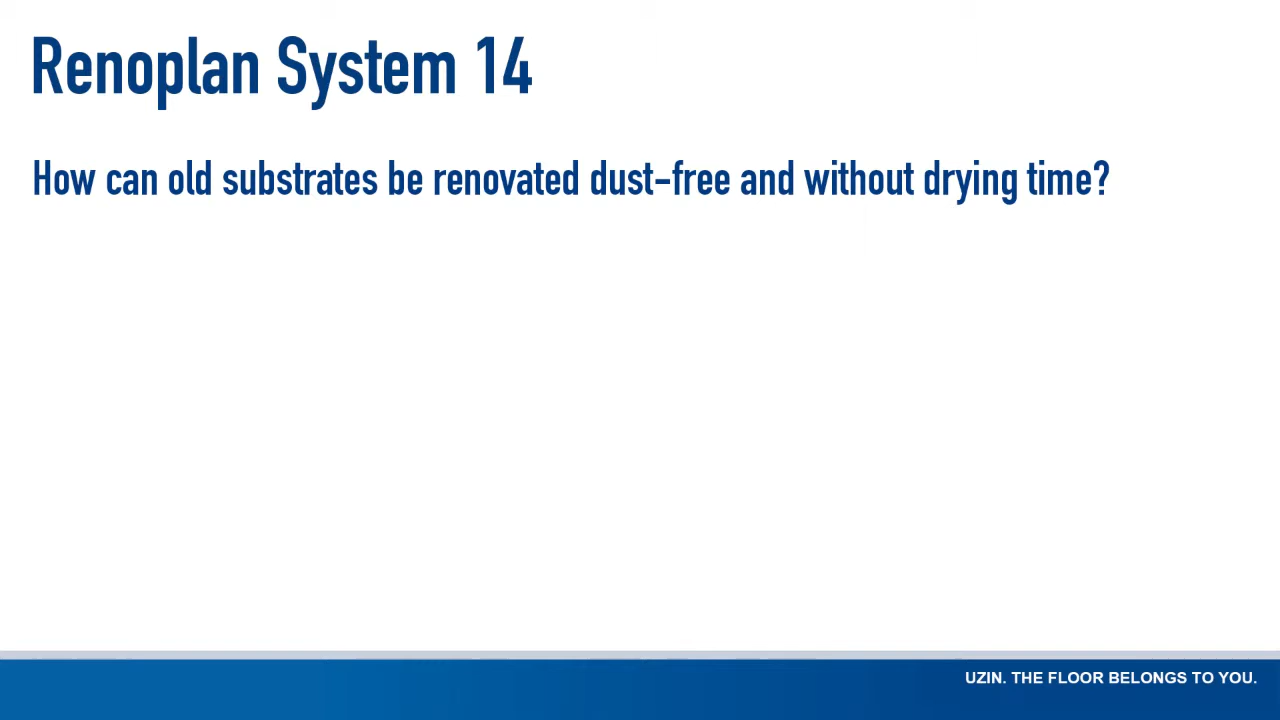 Renoplan System 14
How can old substrates be renovated dust-free and without drying time?
UZIN. THE FLOOR BELONGS TO YOU.